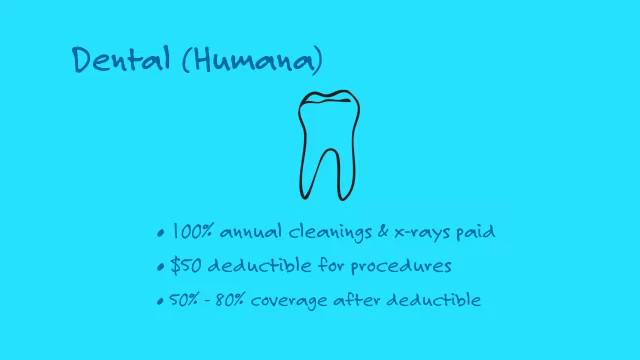 Dental (Humana)
• 100% annual cleanings & x-rays paid
• $50 deductible for procedures
• 50% - 80% coverage after deductible